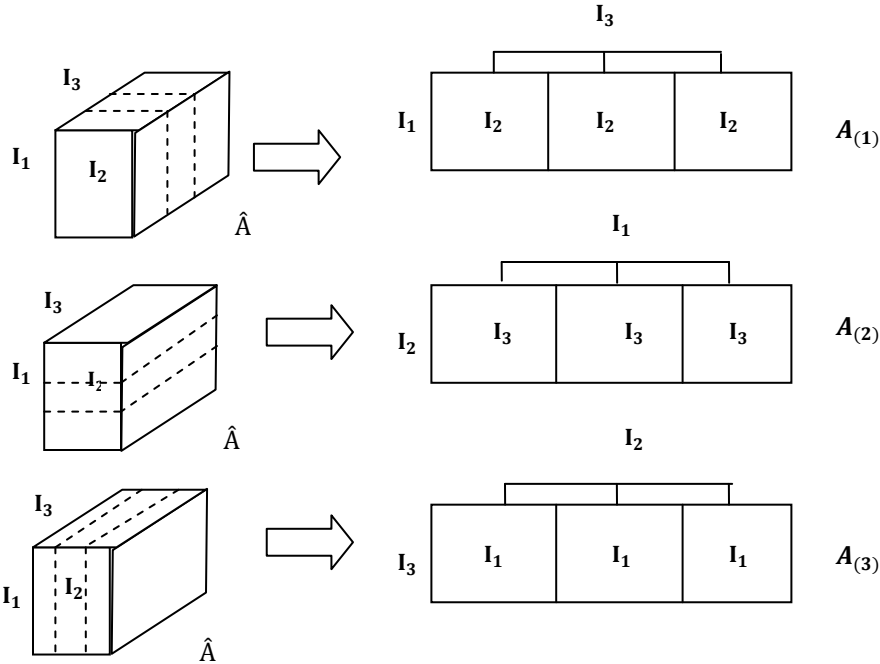 I₃
I₃
I₁ I₂ I₁ I₂ I₂ I₂ A₍₁₎
Â
I₁
I₃
I₁ I₂ I₂ I₃ I₃ I₃ A₍₂₎
Â
I₂
I₃
I₁ I₂ I₃ I₁ I₁ I₁ A₍₃₎
Â